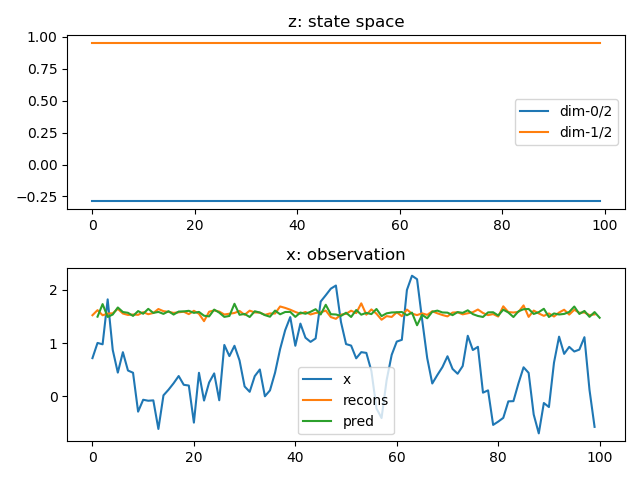 z: state space
1.00
0.75
0.50
0.25
0.00
−0.25
dim-0/2
dim-1/2
0 20 40 60 80 100
x: observation
2
1
0
x
recons
pred
0 20 40 60 80 100